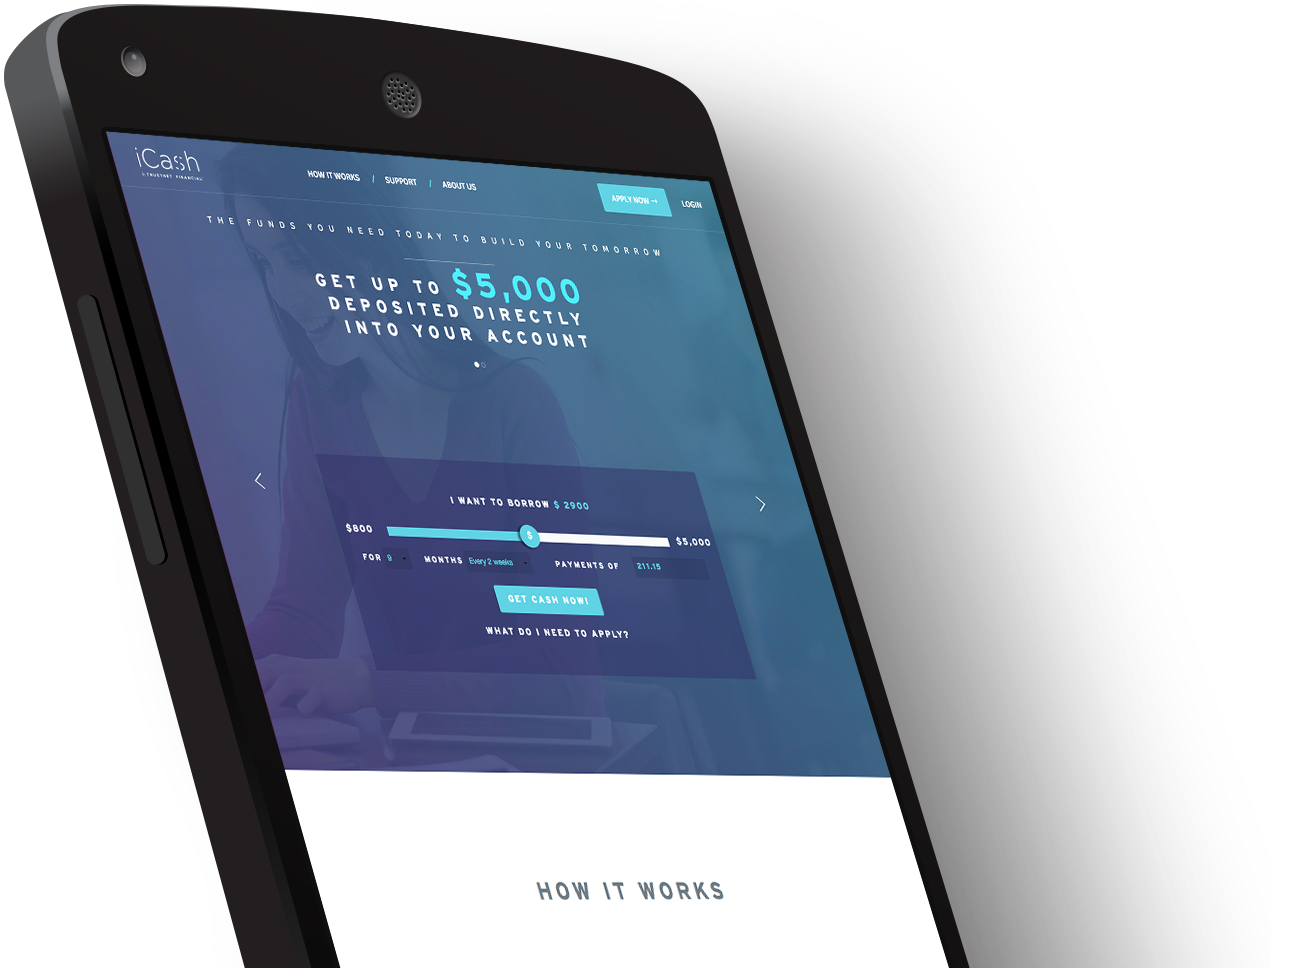 iCash
by TRUSTNET FINANCING
HOW IT WORKS / SUPPORT / ABOUT US
APPLY NOW → LOGIN
THE FUNDS YOU NEED TODAY TO BUILD YOUR TOMORROW
GET UP TO $5,000
DEPOSITED DIRECTLY
INTO YOUR ACCOUNT
I WANT TO BORROW $ 2900
$800 $ $5,000
FOR 9 MONTHS Every 2 weeks PAYMENTS OF 211.15
GET CASH NOW!
WHAT DO I NEED TO APPLY?
HOW IT WORKS